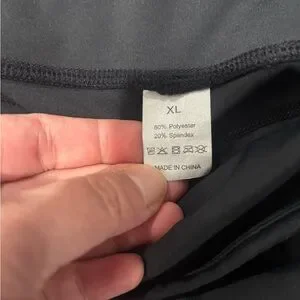 XL
80% Polyester
20% Spandex
MADE IN CHINA